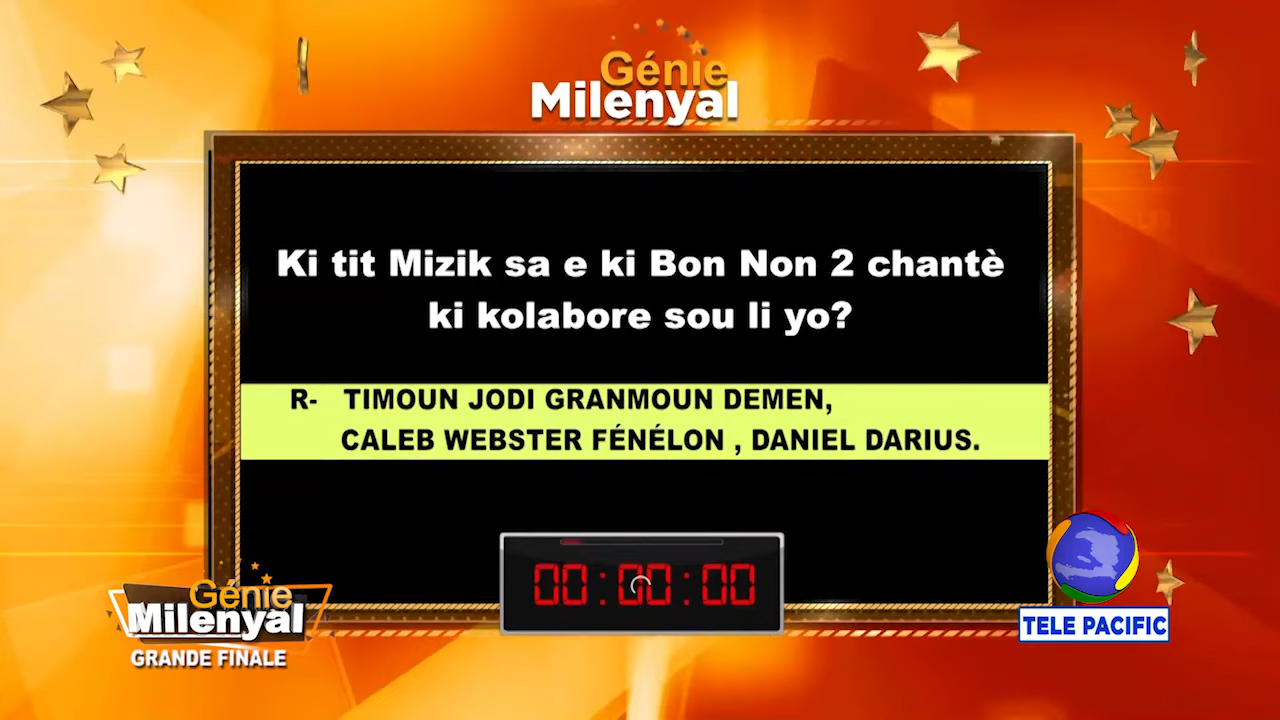 Génie
Milenyal
Ki tit Mizik sa e ki Bon Non 2 chantè
ki kolabore sou li yo?
R- TIMOUN JODI GRANMOUN DEMEN,
CALEB WEBSTER FÉNÉLON , DANIEL DARIUS.
00:00:00
Génie
Milenyal
GRANDE FINALE
TELE PACIFIC